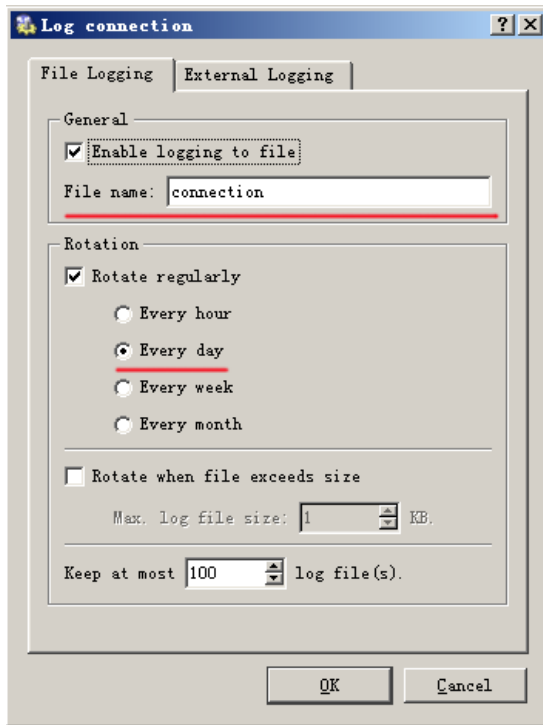 Log connection
File Logging
External Logging
General
Enable logging to file
File name: connection
Rotation
Rotate regularly
Every hour
Every day
Every week
Every month
Rotate when file exceeds size
Max. log file size: 1 KB.
Keep at most 100 log file(s).
OK
Cancel